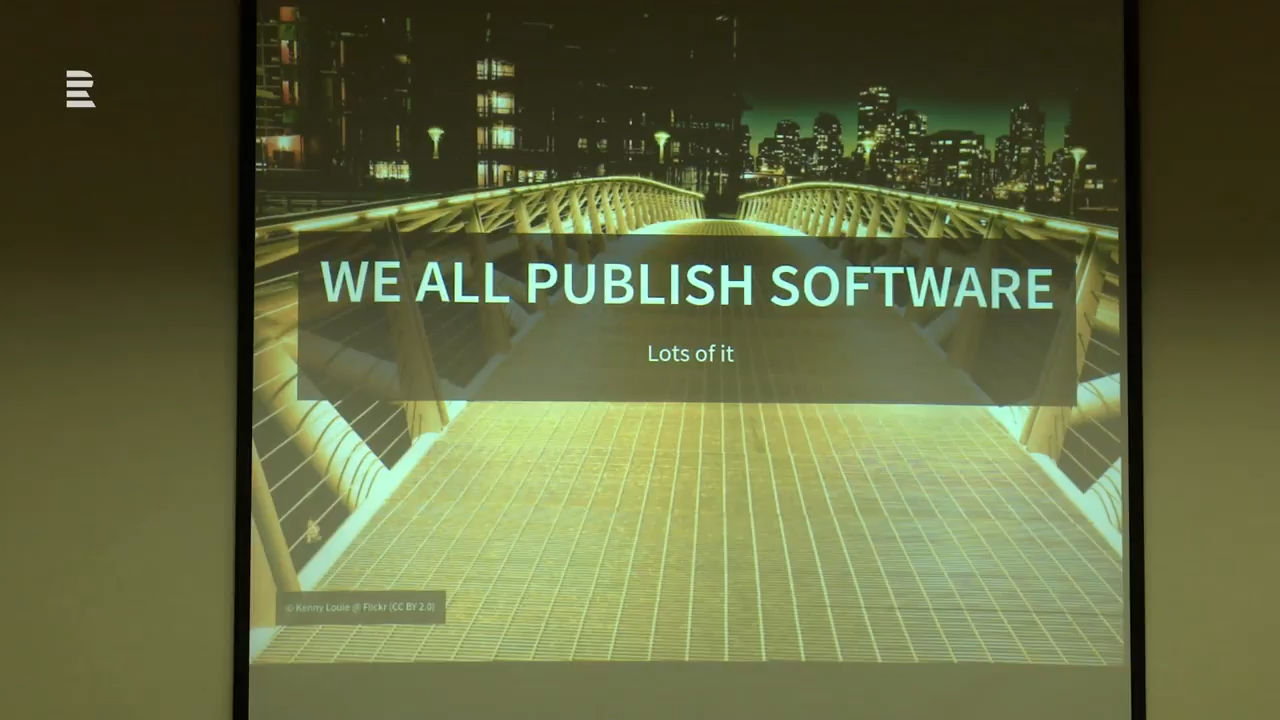 WE ALL PUBLISH SOFTWARE
Lots of it
© Kenny Louie @ Flickr (CC BY 2.0)